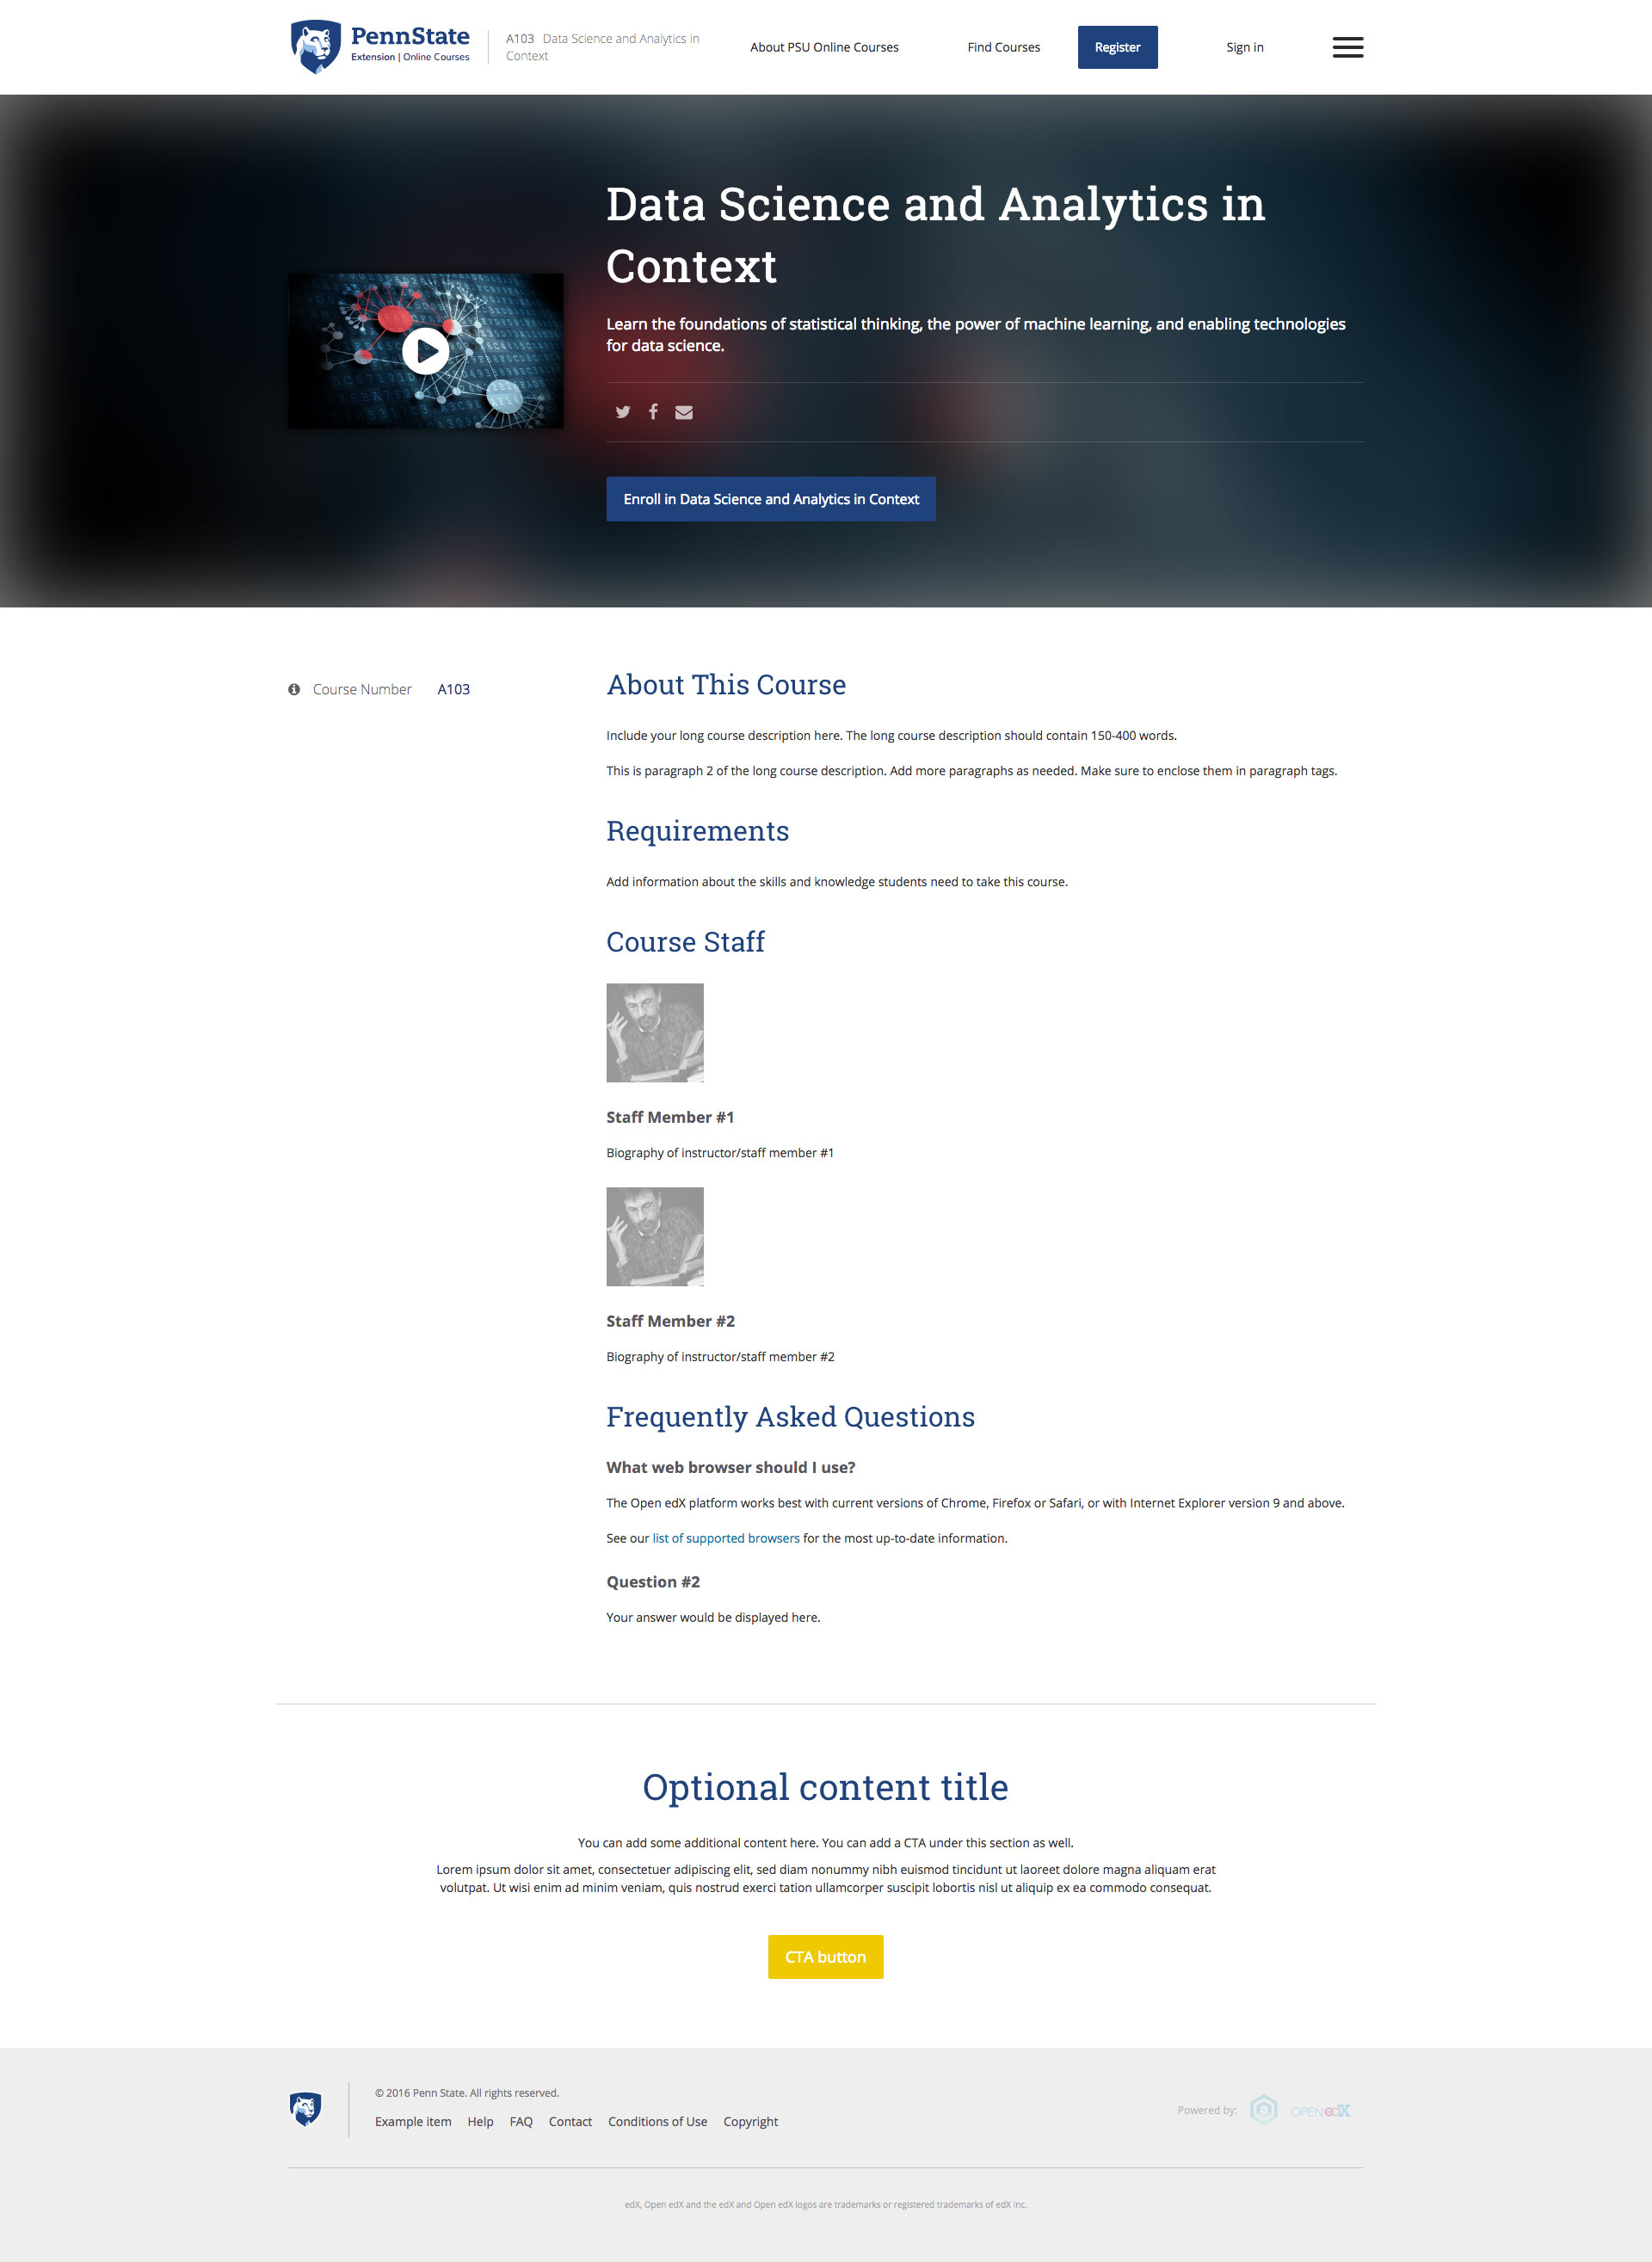 PennState
Extension | Online Courses
A103 Data Science and Analytics in
Context
About PSU Online Courses
Find Courses
Register
Sign in
Data Science and Analytics in
Context
Learn the foundations of statistical thinking, the power of machine learning, and enabling technologies
for data science.
Enroll in Data Science and Analytics in Context
Course Number A103
About This Course
Include your long course description here. The long course description should contain 150-400 words.
This is paragraph 2 of the long course description. Add more paragraphs as needed. Make sure to enclose them in paragraph tags.
Requirements
Add information about the skills and knowledge students need to take this course.
Course Staff
Staff Member #1
Biography of instructor/staff member #1
Staff Member #2
Biography of instructor/staff member #2
Frequently Asked Questions
What web browser should I use?
The Open edX platform works best with current versions of Chrome, Firefox or Safari, or with Internet Explorer version 9 and above.
See our list of supported browsers for the most up-to-date information.
Question #2
Your answer would be displayed here.
Optional content title
You can add some additional content here. You can add a CTA under this section as well.
Lorem ipsum dolor sit amet, consectetuer adipiscing elit, sed diam nonummy nibh euismod tincidunt ut laoreet dolore magna aliquam erat
volutpat. Ut wisi enim ad minim veniam, quis nostrud exerci tation ullamcorper suscipit lobortis nisl ut aliquip ex ea commodo consequat.
CTA button
© 2016 Penn State. All rights reserved.
Example item Help FAQ Contact Conditions of Use Copyright
Powered by: OPEN edX
edX, Open edX and the edX and Open edX logos are trademarks or registered trademarks of edX Inc.